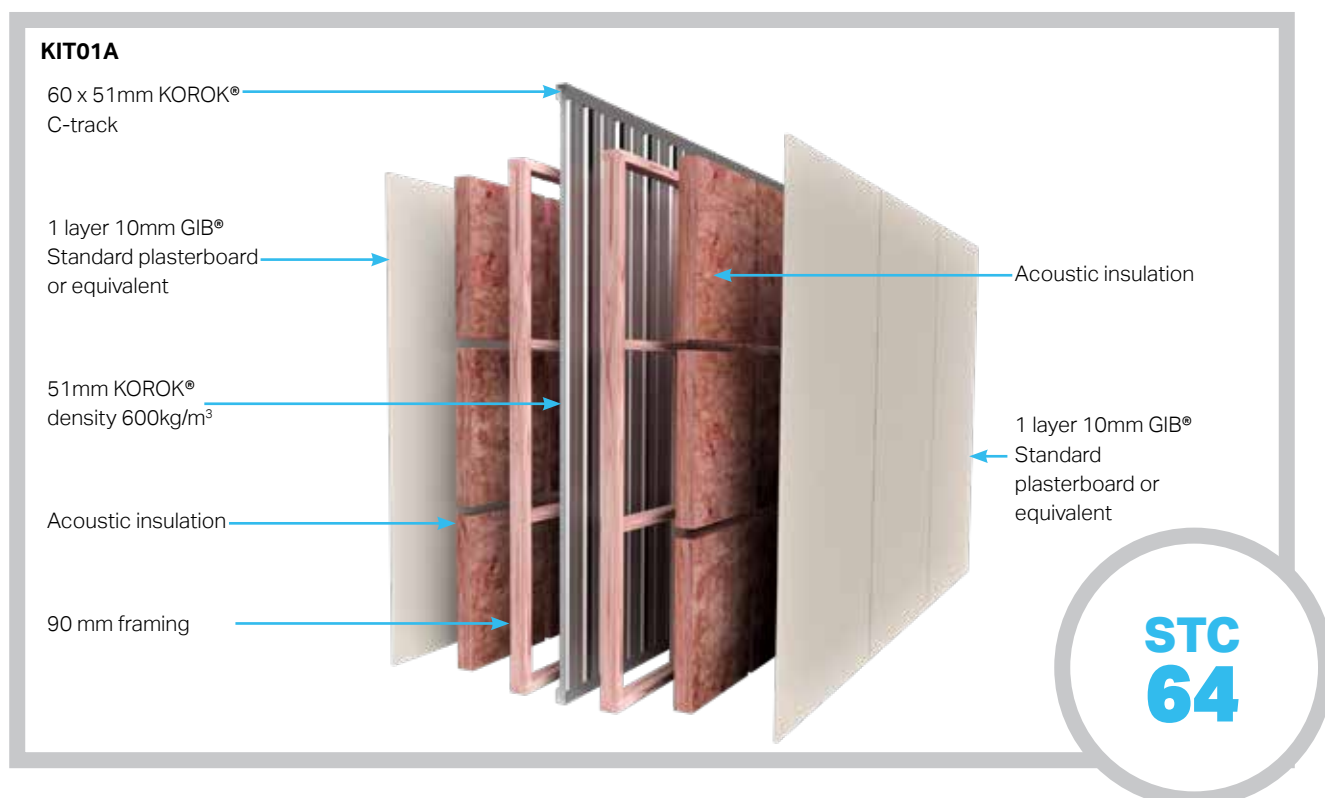 KIT01A
60 x 51mm KOROK®
C-track
1 layer 10mm GIB®
Standard plasterboard
or equivalent
51mm KOROK®
density 600kg/m³
Acoustic insulation
90 mm framing
Acoustic insulation
1 layer 10mm GIB®
Standard
plasterboard or
equivalent
STC
64